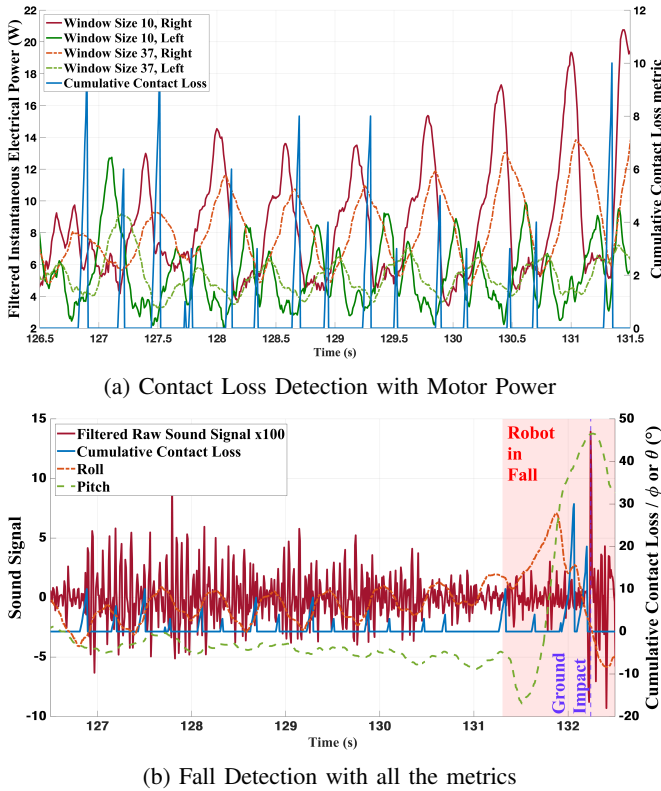 Window Size 10, Right
Window Size 10, Left
Window Size 37, Right
Window Size 37, Left
Cumulative Contact Loss
Filtered Instantaneous Electrical Power (W)
22
20
18
16
14
12
10
8
6
4
2
12
10
8
6
4
2
0
Cumulative Contact Loss metric
126.5 127 127.5 128 128.5 129 129.5 130 130.5 131 131.5
Time (s)
(a) Contact Loss Detection with Motor Power
Filtered Raw Sound Signal x100
Cumulative Contact Loss
Roll
Pitch
Robot
in
Fall
Ground
Impact
Sound Signal
15
10
5
0
-5
-10
50
40
30
20
10
0
-10
-20
Cumulative Contact Loss / ϕ or θ (°)
127 128 129 130 131 132
Time (s)
(b) Fall Detection with all the metrics